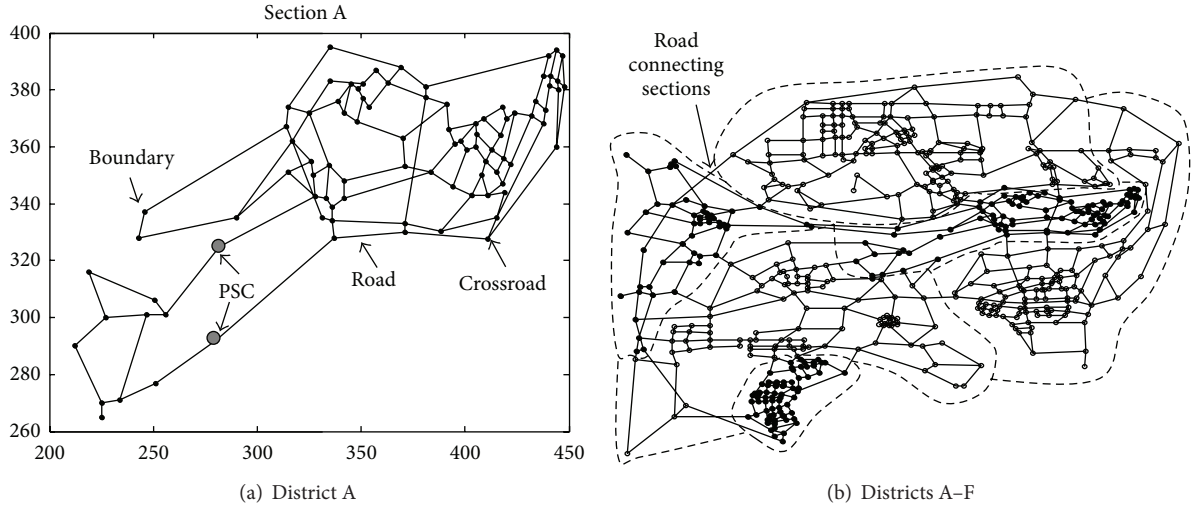 Section A
400
380
360
340
320
300
280
260
200
250
300
350
400
450
Boundary
PSC
Road
Crossroad
(a) District A
Road
connecting
sections
(b) Districts A–F